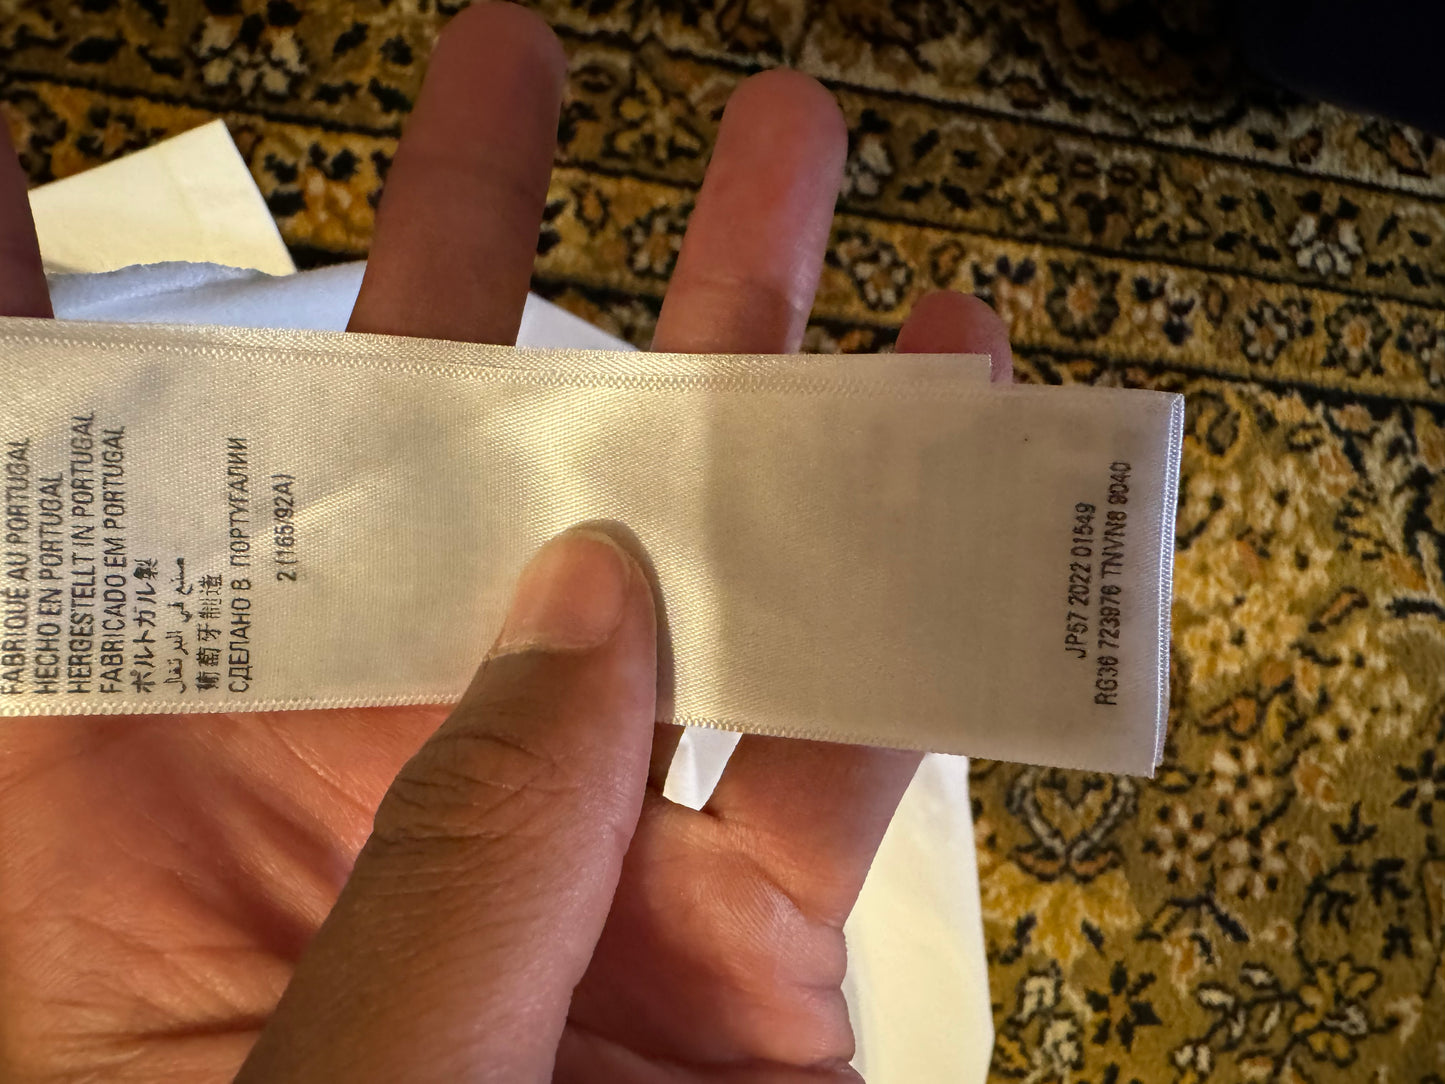 FABRIQUÉ AU PORTUGAL
HECHO EN PORTUGAL
HERGESTELLT IN PORTUGAL
FABRICADO EM PORTUGAL
ポルトガル製
صنع في البرتغال
葡萄牙制造
СДЕЛАНО В ПОРТУГАЛИИ
2 (165/92A)
JP57 2022 01549
RG36 723976 TNVN8 9040